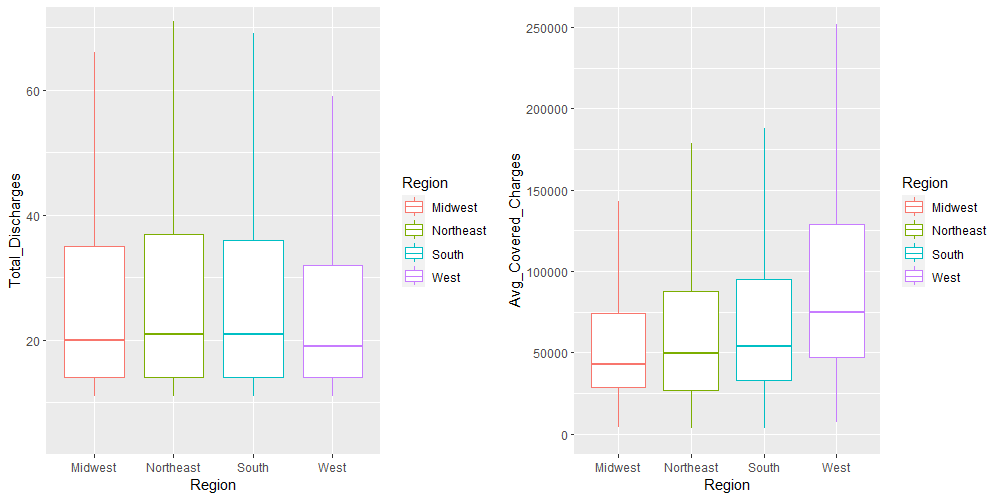 Total_Discharges
60
40
20
Midwest Northeast South West
Region
Region
Midwest
Northeast
South
West
Avg_Covered_Charges
250000
200000
150000
100000
50000
0
Midwest Northeast South West
Region
Region
Midwest
Northeast
South
West